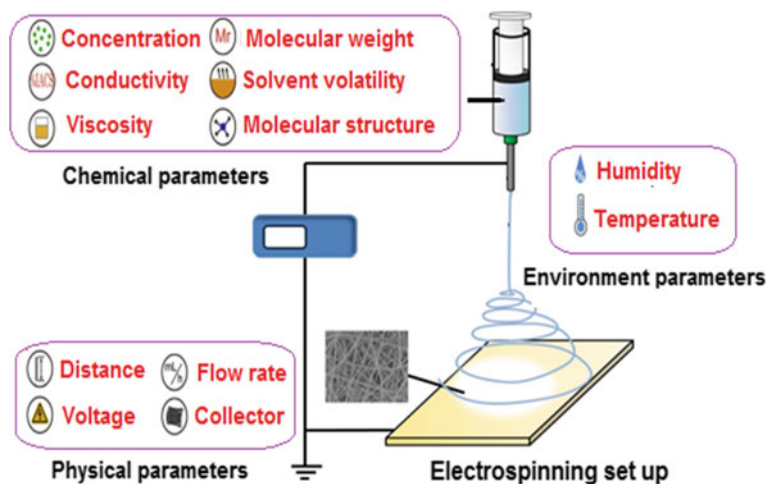 Concentration
Mr Molecular weight
Conductivity
Solvent volatility
Viscosity
Molecular structure
Chemical parameters
Humidity
Temperature
Environment parameters
Distance
mL/h Flow rate
Voltage
Collector
Physical parameters
Electrospinning set up